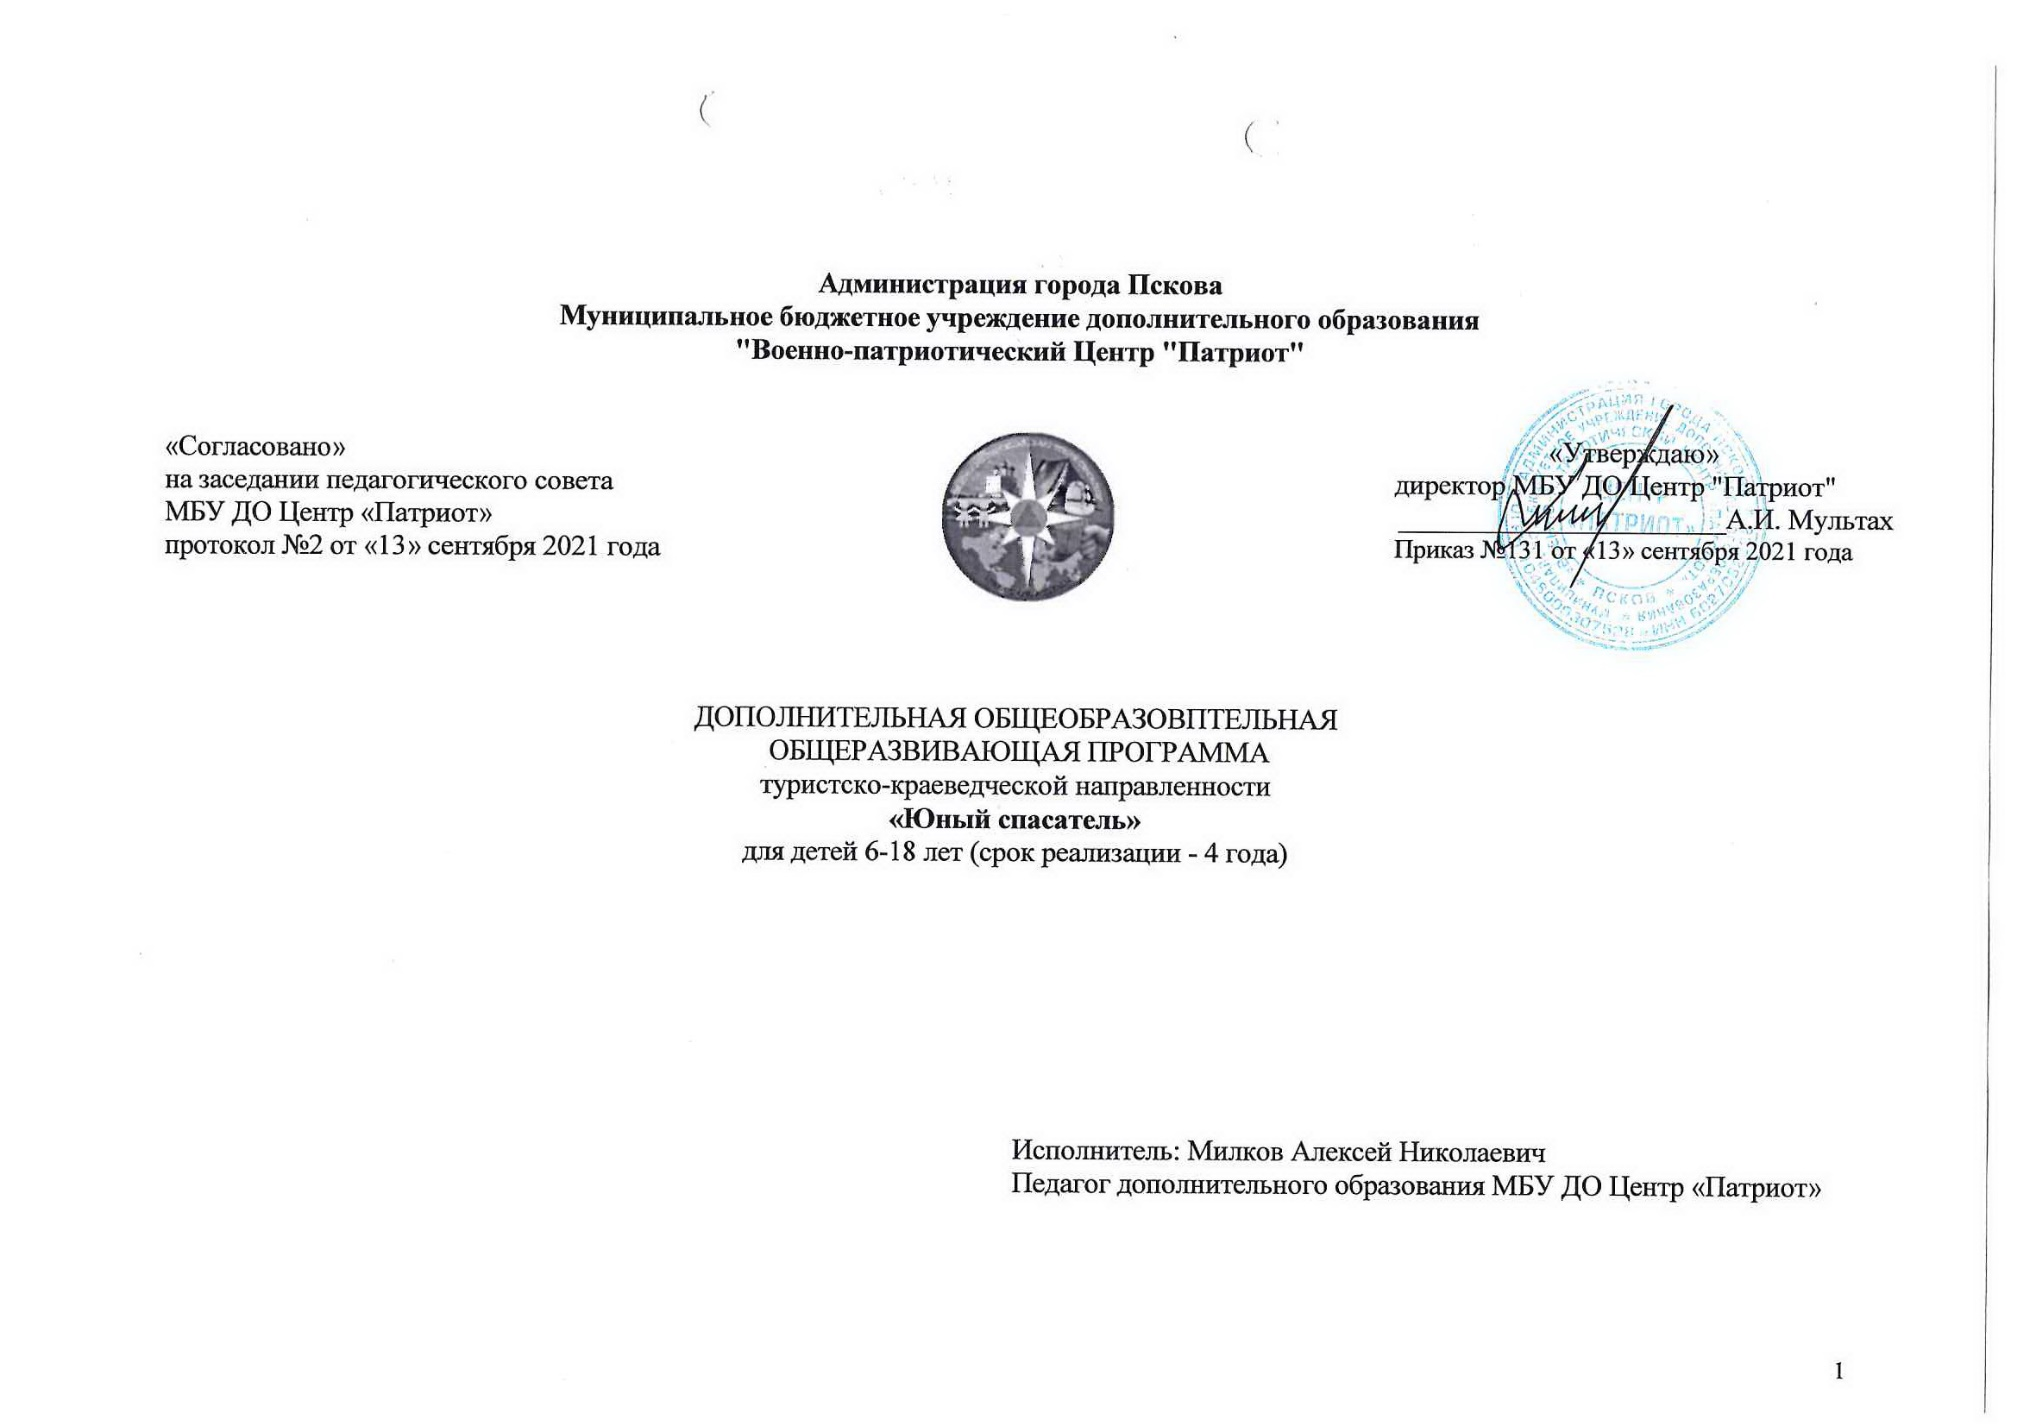 Администрация города Пскова
Муниципальное бюджетное учреждение дополнительного образования
"Военно-патриотический Центр "Патриот"
«Согласовано»
на заседании педагогического совета
МБУ ДО Центр «Патриот»
протокол №2 от «13» сентября 2021 года
«Утверждаю»
директор МБУ ДО Центр "Патриот"
А.И. Мультах
Приказ №131 от «13» сентября 2021 года
ПАТРИОТ
ПСКОВ
ДОПОЛНИТЕЛЬНАЯ ОБЩЕОБРАЗОВПТЕЛЬНАЯ
ОБЩЕРАЗВИВАЮЩАЯ ПРОГРАММА
туристско-краеведческой направленности
«Юный спасатель»
для детей 6-18 лет (срок реализации - 4 года)
Исполнитель: Милков Алексей Николаевич
Педагог дополнительного образования МБУ ДО Центр «Патриот»
1